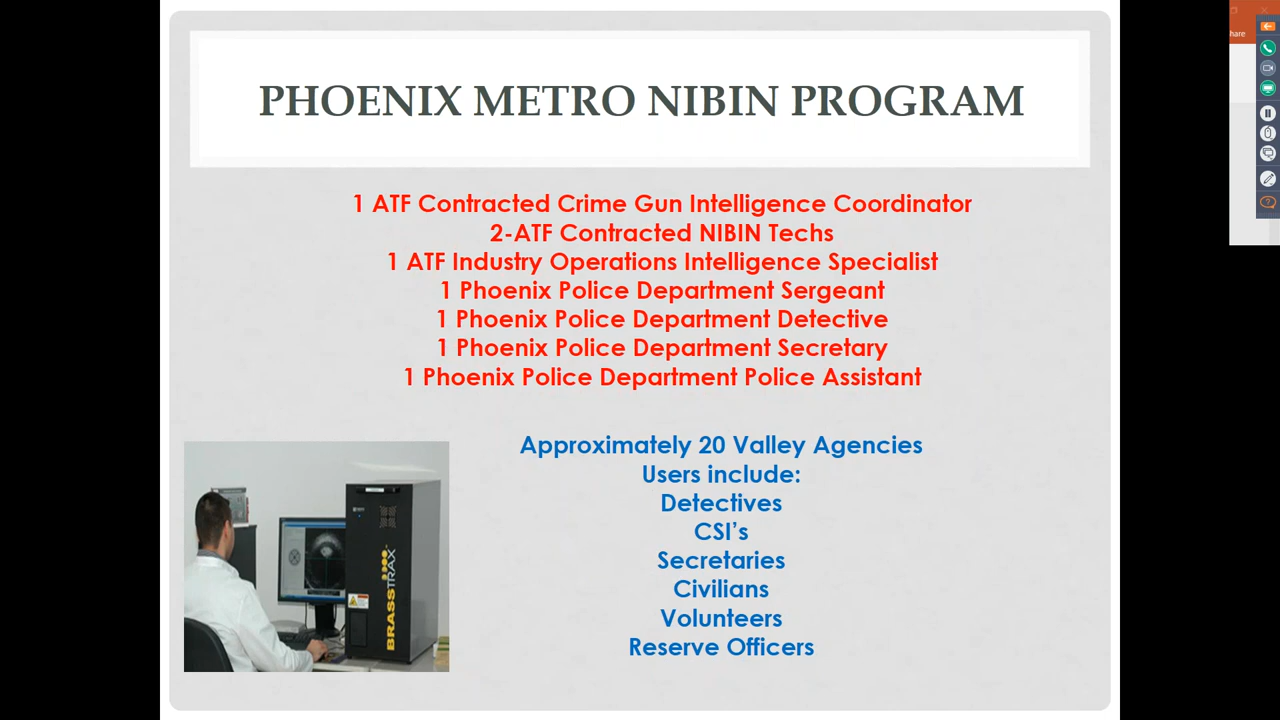 PHOENIX METRO NIBIN PROGRAM
1 ATF Contracted Crime Gun Intelligence Coordinator
2-ATF Contracted NIBIN Techs
1 ATF Industry Operations Intelligence Specialist
1 Phoenix Police Department Sergeant
1 Phoenix Police Department Detective
1 Phoenix Police Department Secretary
1 Phoenix Police Department Police Assistant
Approximately 20 Valley Agencies
Users include:
Detectives
CSI's
Secretaries
Civilians
Volunteers
Reserve Officers
BRASSTRAX
hare